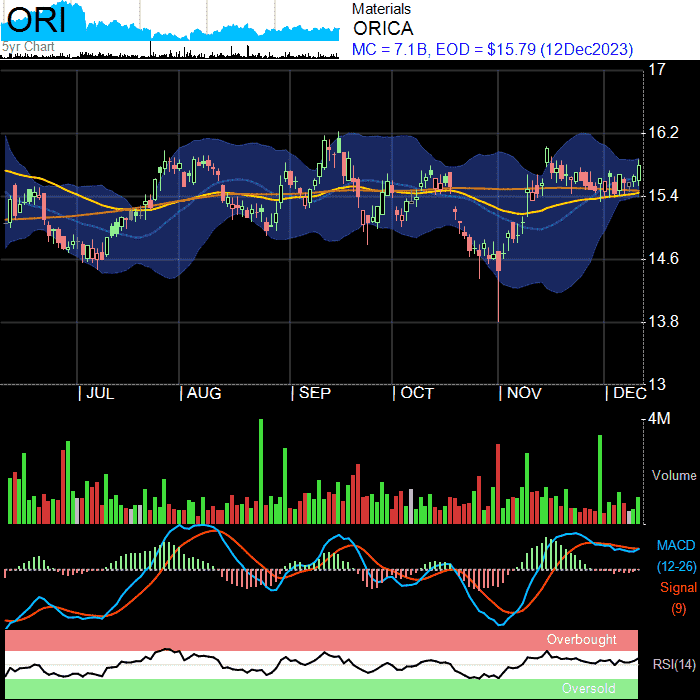 ORI
5yr Chart
Materials
ORICA
MC = 7.1B, EOD = $15.79 (12Dec2023)
17
16.2
15.4
14.6
13.8
13
| JUL | AUG | SEP | OCT | NOV | DEC
4M
Volume
MACD
(12-26)
Signal
(9)
Overbought
RSI(14)
Oversold